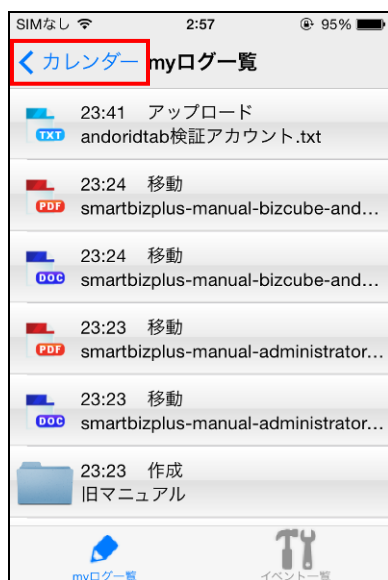 SIMなし 2:57 95%
カレンダー myログ一覧
23:41 アップロード
TXT
andoridtab検証アカウント.txt
23:24 移動
PDF
smartbizplus-manual-bizcube-and...
23:24 移動
DOC
smartbizplus-manual-bizcube-and...
23:23 移動
PDF
smartbizplus-manual-administrator...
23:23 移動
DOC
smartbizplus-manual-administrator...
23:23 作成
旧マニュアル
myログ一覧 イベント一覧